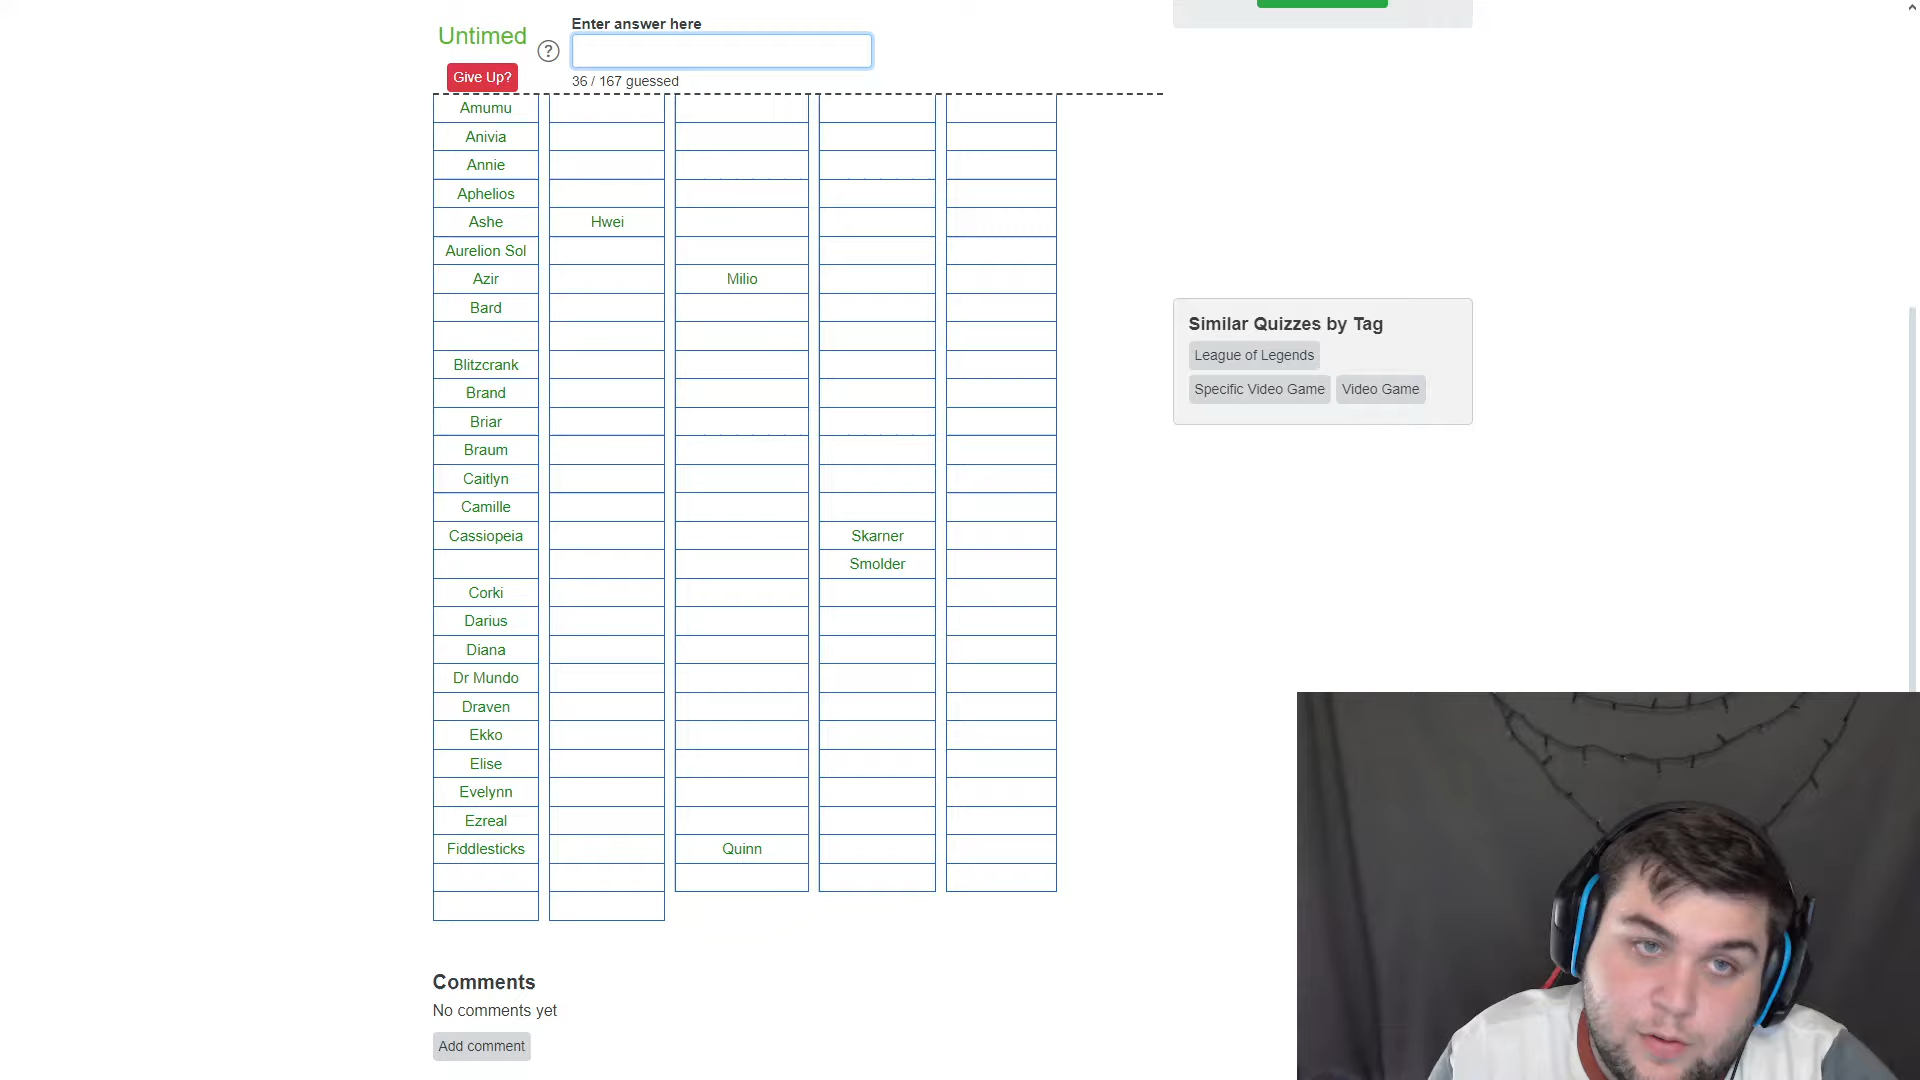 Untimed
Give Up?
?
Enter answer here
36 / 167 guessed
Amumu
Anivia
Annie
Aphelios
Ashe
Hwei
Aurelion Sol
Azir
Milio
Bard
Blitzcrank
Brand
Briar
Braum
Caitlyn
Camille
Cassiopeia
Skarner
Smolder
Corki
Darius
Diana
Dr Mundo
Draven
Ekko
Elise
Evelynn
Ezreal
Fiddlesticks
Quinn
Similar Quizzes by Tag
League of Legends
Specific Video Game
Video Game
Comments
No comments yet
Add comment